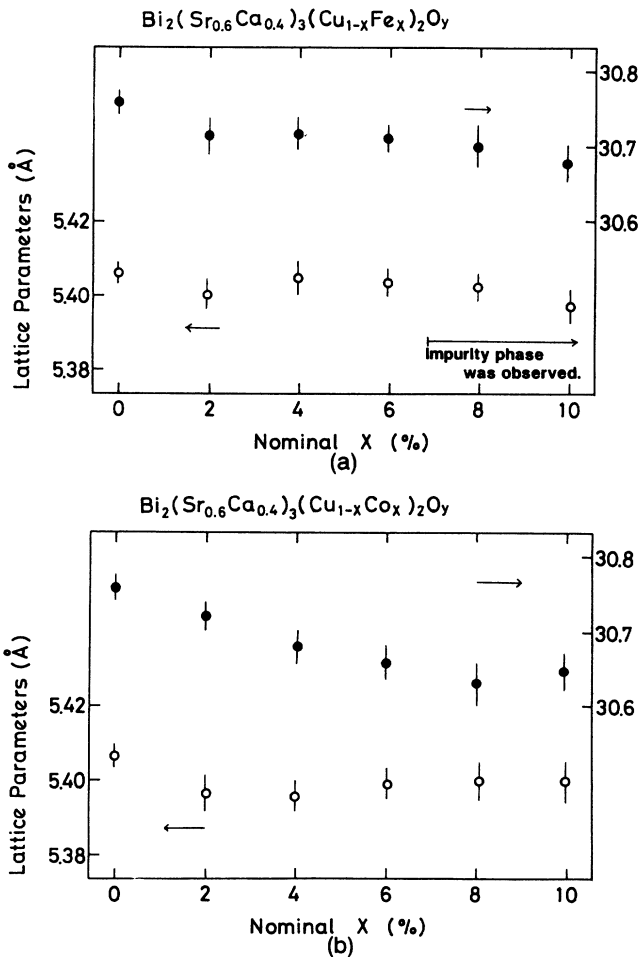 Bi₂(Sr₀.₆Ca₀.₄)₃(Cu₁₋ₓFeₓ)₂Oy
30.8
30.7
30.6
5.42
5.40
5.38
Lattice Parameters (Å)
Impurity phase
was observed.
0 2 4 6 8 10
Nominal X (%)
(a)
Bi₂(Sr₀.₆Ca₀.₄)₃(Cu₁₋ₓCoₓ)₂Oy
30.8
30.7
30.6
5.42
5.40
5.38
Lattice Parameters (Å)
0 2 4 6 8 10
Nominal X (%)
(b)